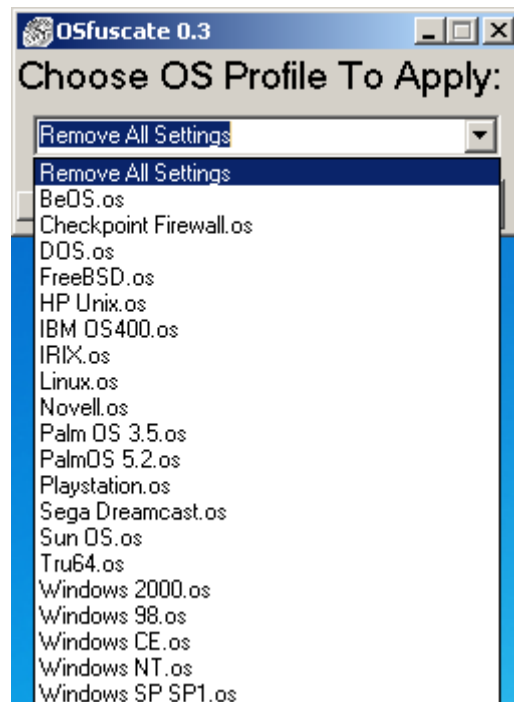 OSfuscate 0.3
Choose OS Profile To Apply:
Remove All Settings
Remove All Settings
BeOS.os
Checkpoint Firewall.os
DOS.os
FreeBSD.os
HP Unix.os
IBM OS400.os
IRIX.os
Linux.os
Novell.os
Palm OS 3.5.os
PalmOS 5.2.os
Playstation.os
Sega Dreamcast.os
Sun OS.os
Tru64.os
Windows 2000.os
Windows 98.os
Windows CE.os
Windows NT.os
Windows SP SP1.os